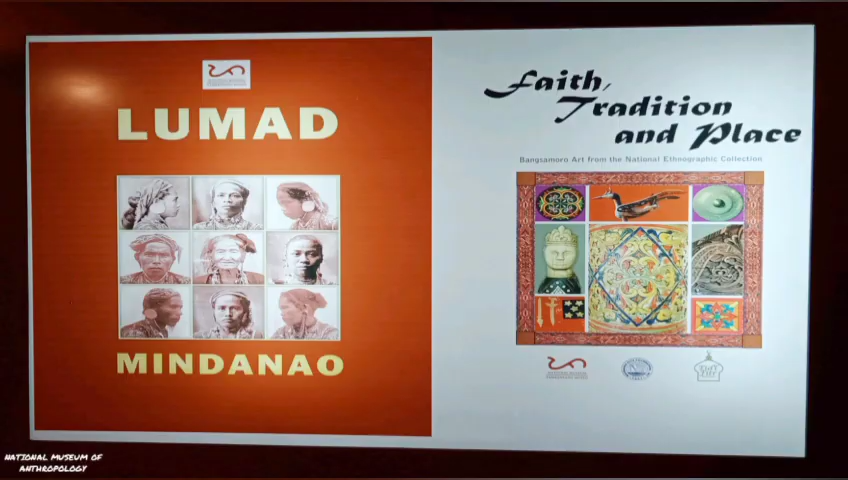 LUMAD
MINDANAO
Faith,
Tradition
and Place
Bangsamoro Art from the National Ethnographic Collection
NATIONAL MUSEUM OF
ANTHROPOLOGY